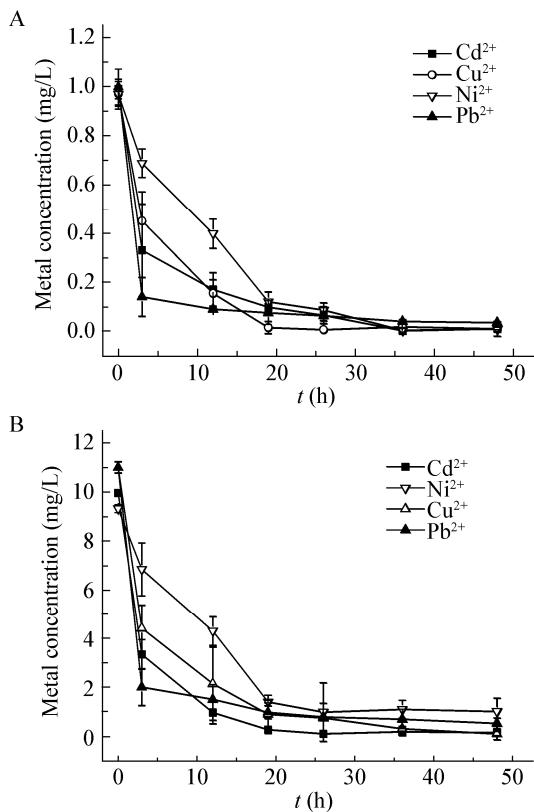 A
1.2
1.0
0.8
0.6
0.4
0.2
0.0
Metal concentration (mg/L)
Cd²⁺
Cu²⁺
Ni²⁺
Pb²⁺
0 10 20 30 40 50
t (h)
B
12
10
8
6
4
2
0
Metal concentration (mg/L)
Cd²⁺
Ni²⁺
Cu²⁺
Pb²⁺
0 10 20 30 40 50
t (h)